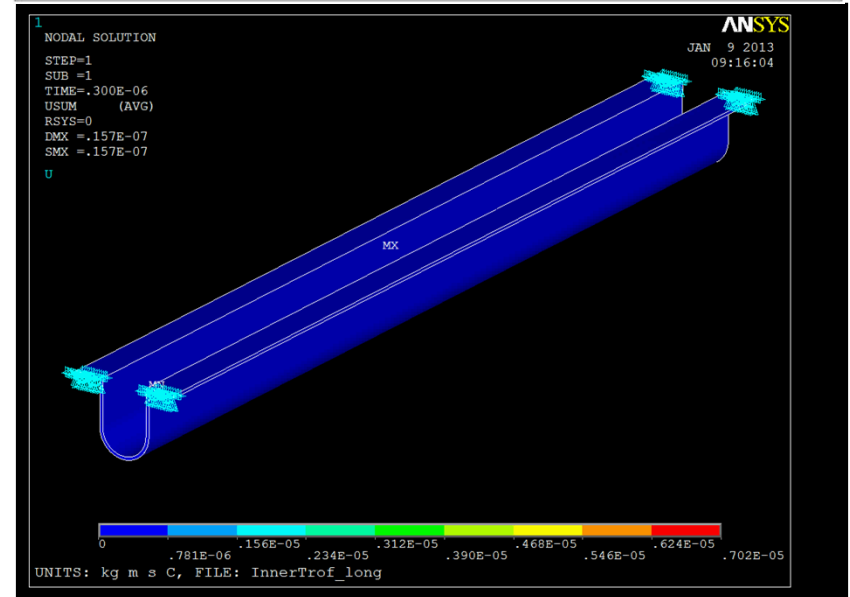 1
ANSYS
NODAL SOLUTION
JAN 9 2013
09:16:04
STEP=1
SUB =1
TIME=.300E-06
USUM (AVG)
RSYS=0
DMX =.157E-07
SMX =.157E-07
U
MX
MN
0 .156E-05 .312E-05 .468E-05 .624E-05
.781E-06 .234E-05 .390E-05 .546E-05 .702E-05
UNITS: kg m s C, FILE: InnerTrof_long